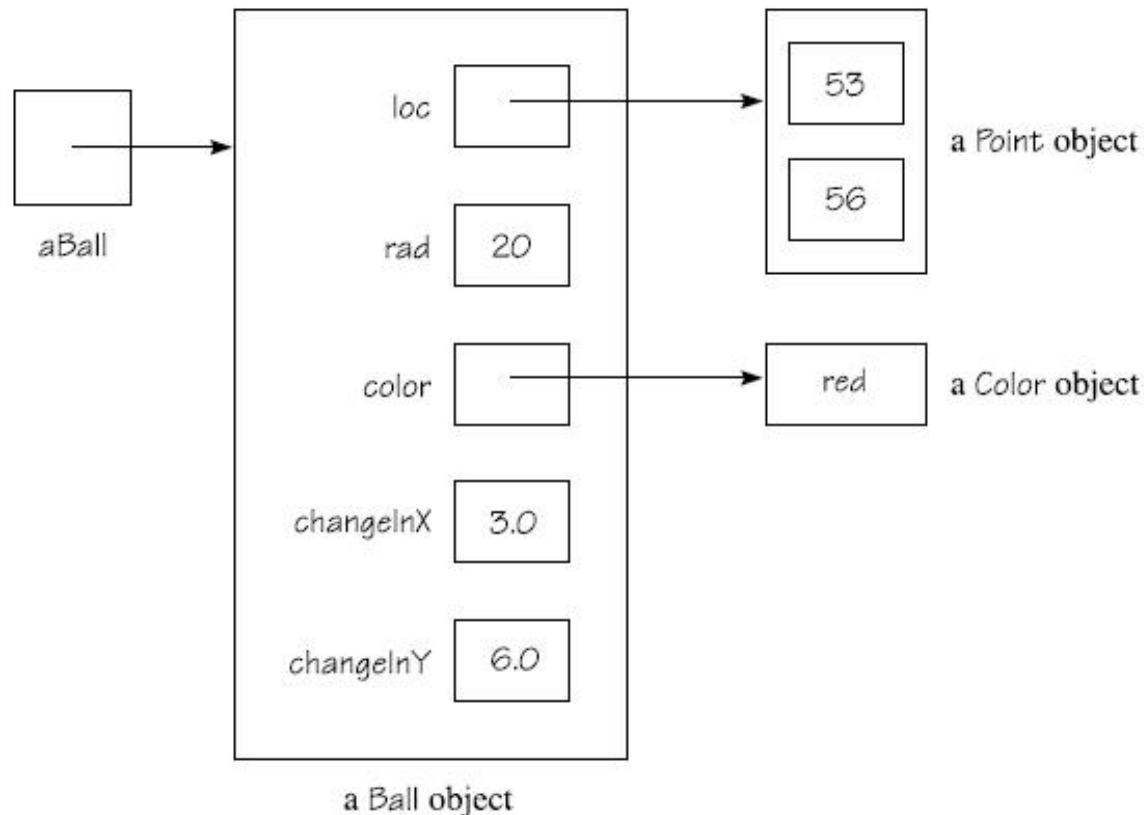 aBall
loc
rad
20
color
changeInX
3.0
changeInY
6.0
a Ball object
53
56
a Point object
red
a Color object